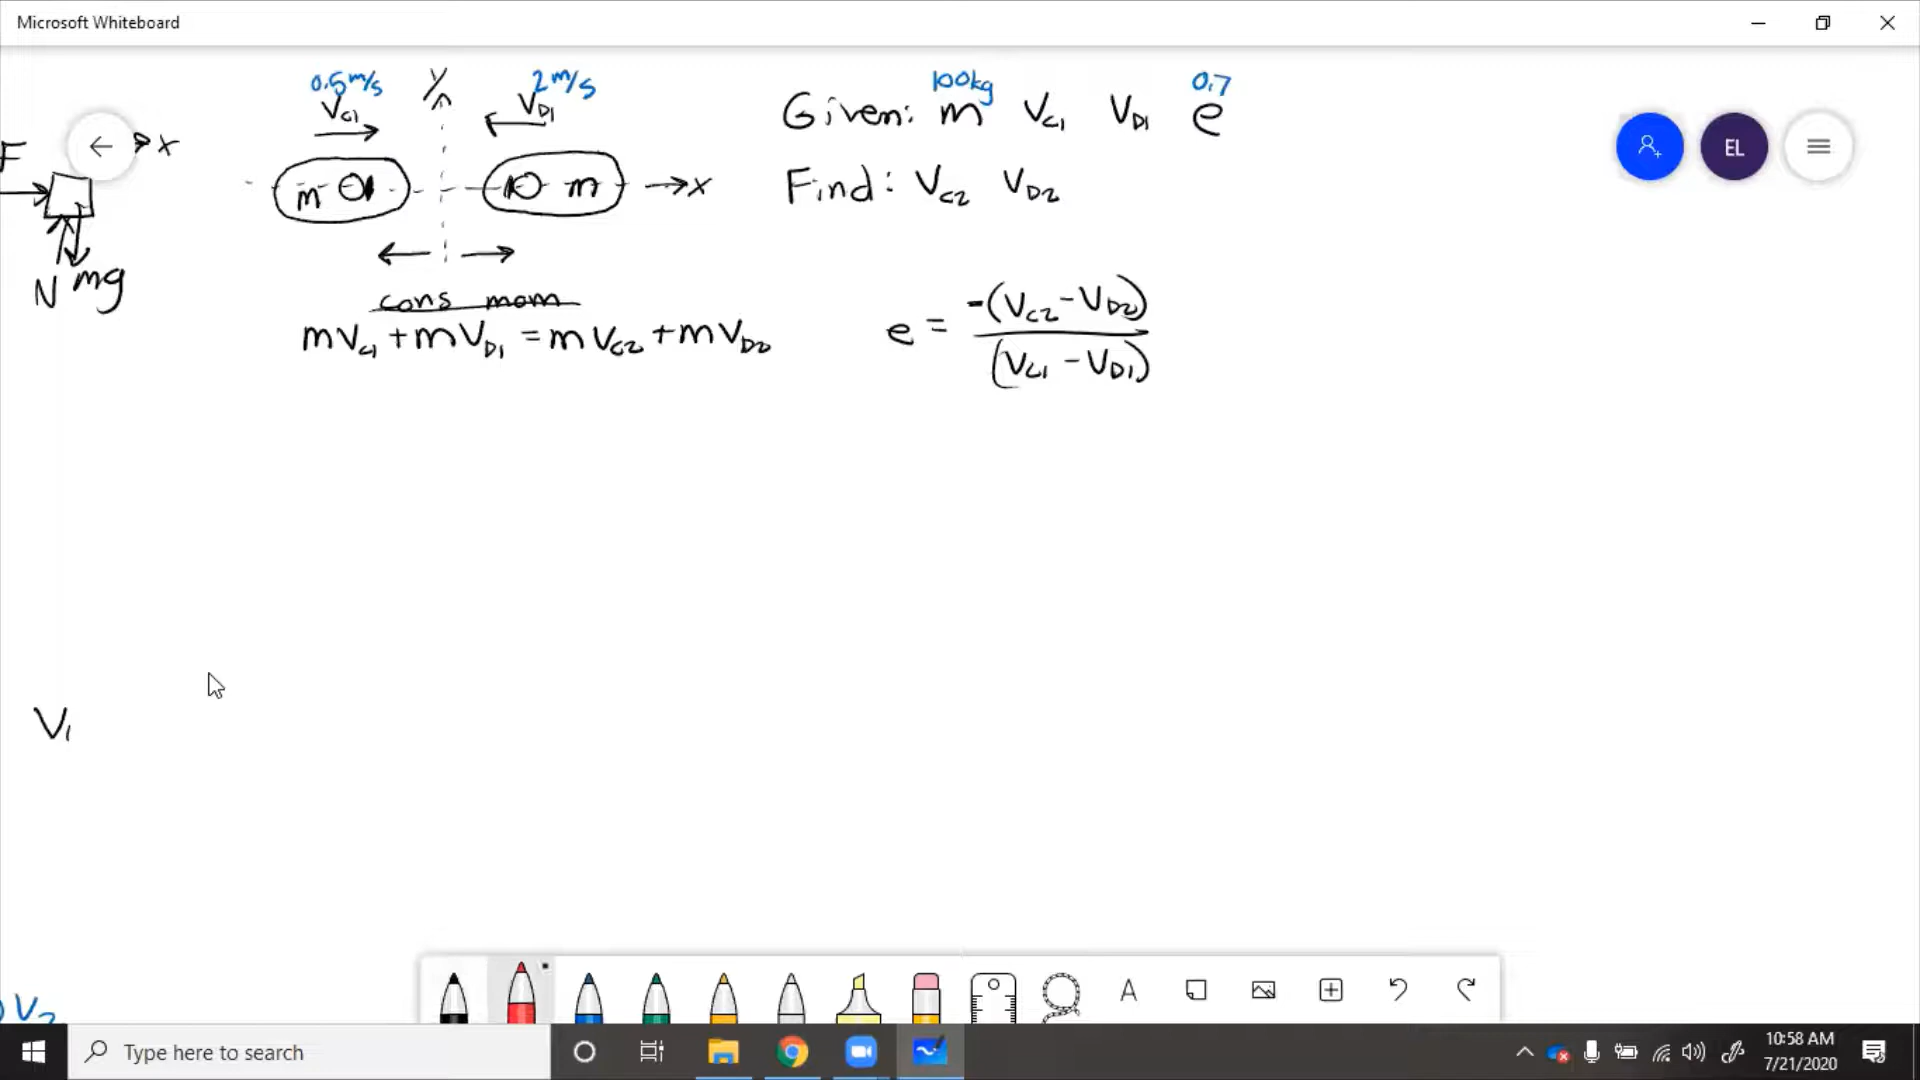 Microsoft Whiteboard
0.5m/s 2m/s 100kg 0.7
V_C1 Y V_D1 Given: m V_C1 V_D1 e
F x EL
m m x Find: V_C2 V_D2
N mg
cons mom
mV_C1 + mV_D1 = mV_C2 + mV_D2
e = -(V_C2 - V_D2)
(V_C1 - V_D1)
V_1
V_2
A
Type here to search
10:58 AM
7/21/2020